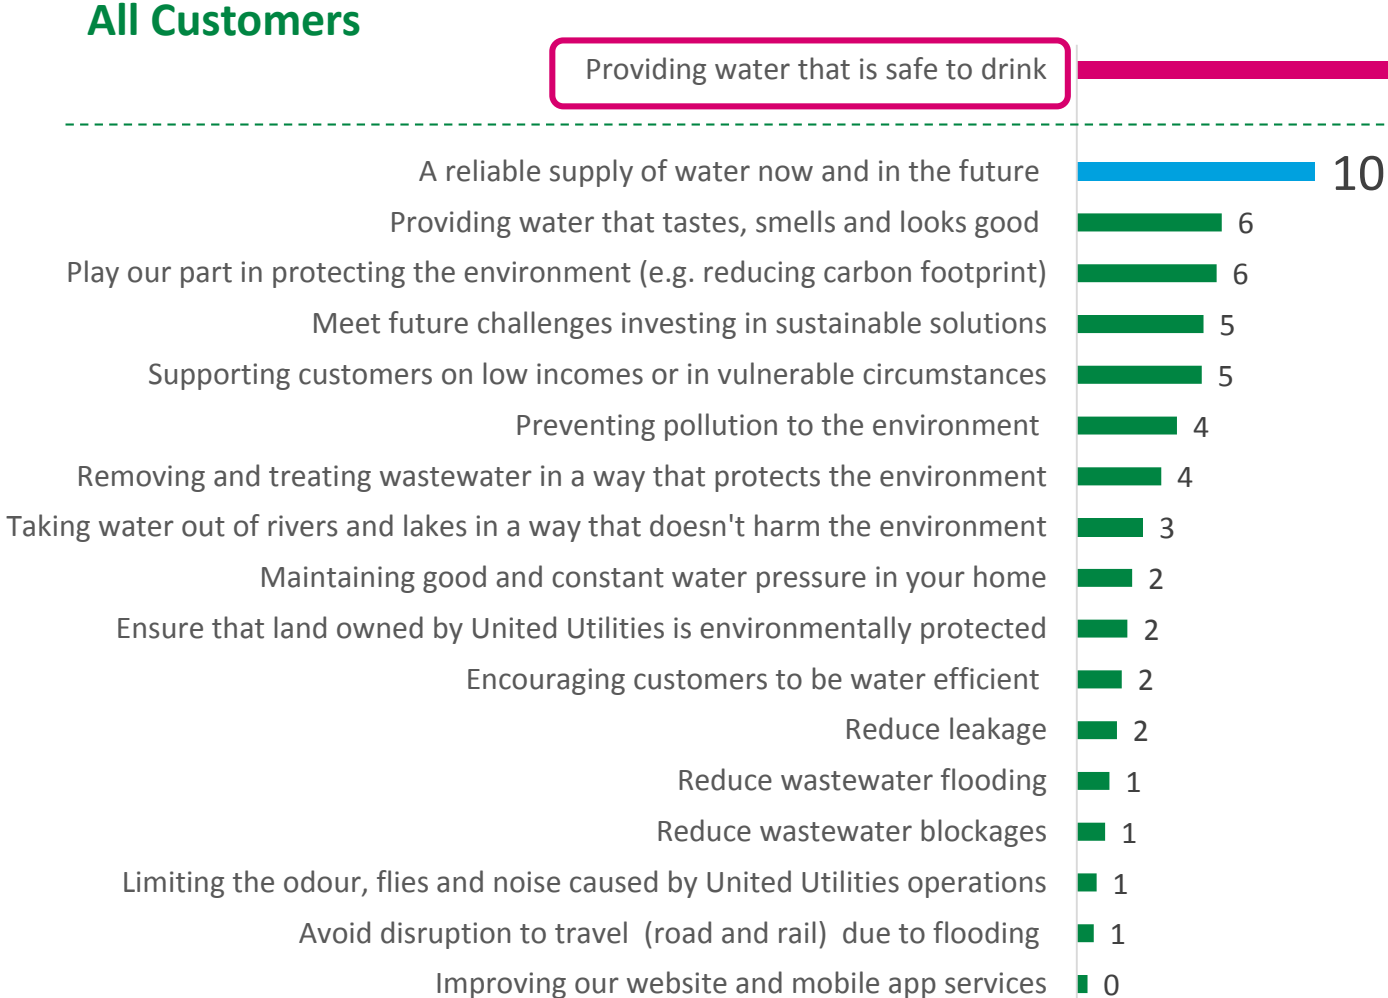 All Customers
Providing water that is safe to drink
A reliable supply of water now and in the future 10
Providing water that tastes, smells and looks good 6
Play our part in protecting the environment (e.g. reducing carbon footprint) 6
Meet future challenges investing in sustainable solutions 5
Supporting customers on low incomes or in vulnerable circumstances 5
Preventing pollution to the environment 4
Removing and treating wastewater in a way that protects the environment 4
Taking water out of rivers and lakes in a way that doesn't harm the environment 3
Maintaining good and constant water pressure in your home 2
Ensure that land owned by United Utilities is environmentally protected 2
Encouraging customers to be water efficient 2
Reduce leakage 2
Reduce wastewater flooding 1
Reduce wastewater blockages 1
Limiting the odour, flies and noise caused by United Utilities operations 1
Avoid disruption to travel (road and rail) due to flooding 1
Improving our website and mobile app services 0